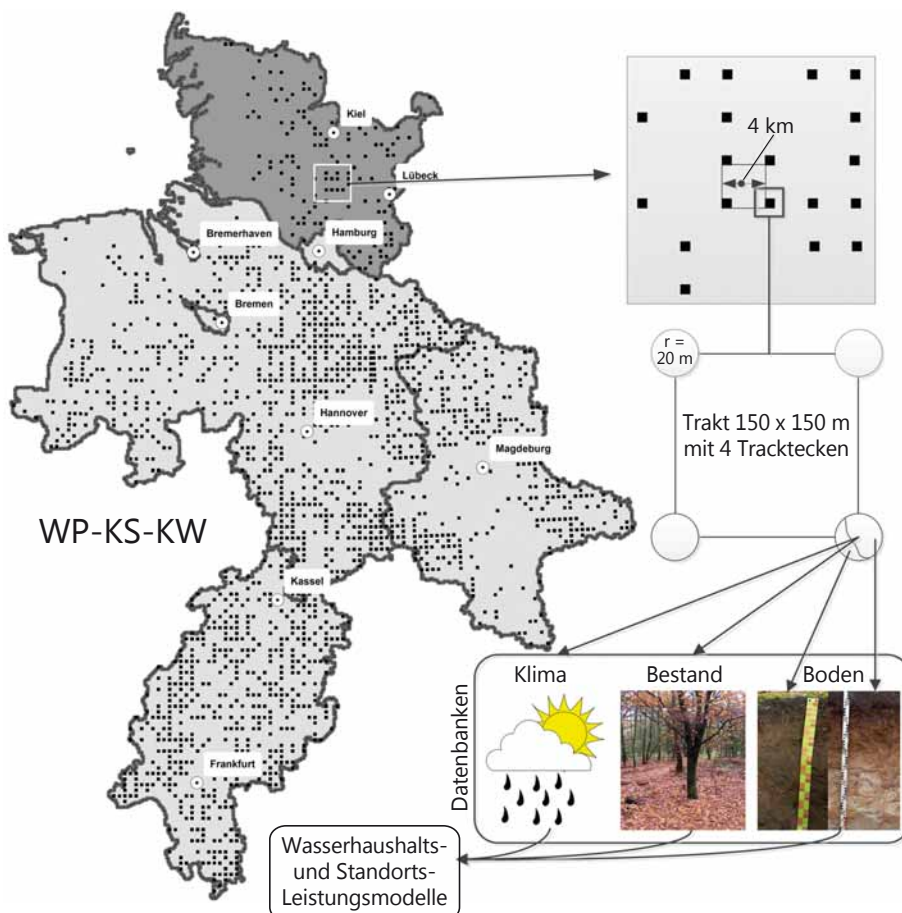 Kiel
Lübeck
Bremerhaven
Hamburg
Bremen
Hannover
Magdeburg
WP-KS-KW
Kassel
Frankfurt
4 km
r =
20 m
Trakt 150 x 150 m
mit 4 Tracktecken
Datenbanken
Klima
Bestand
Boden
Wasserhaushalts-
und Standorts-
Leistungsmodelle